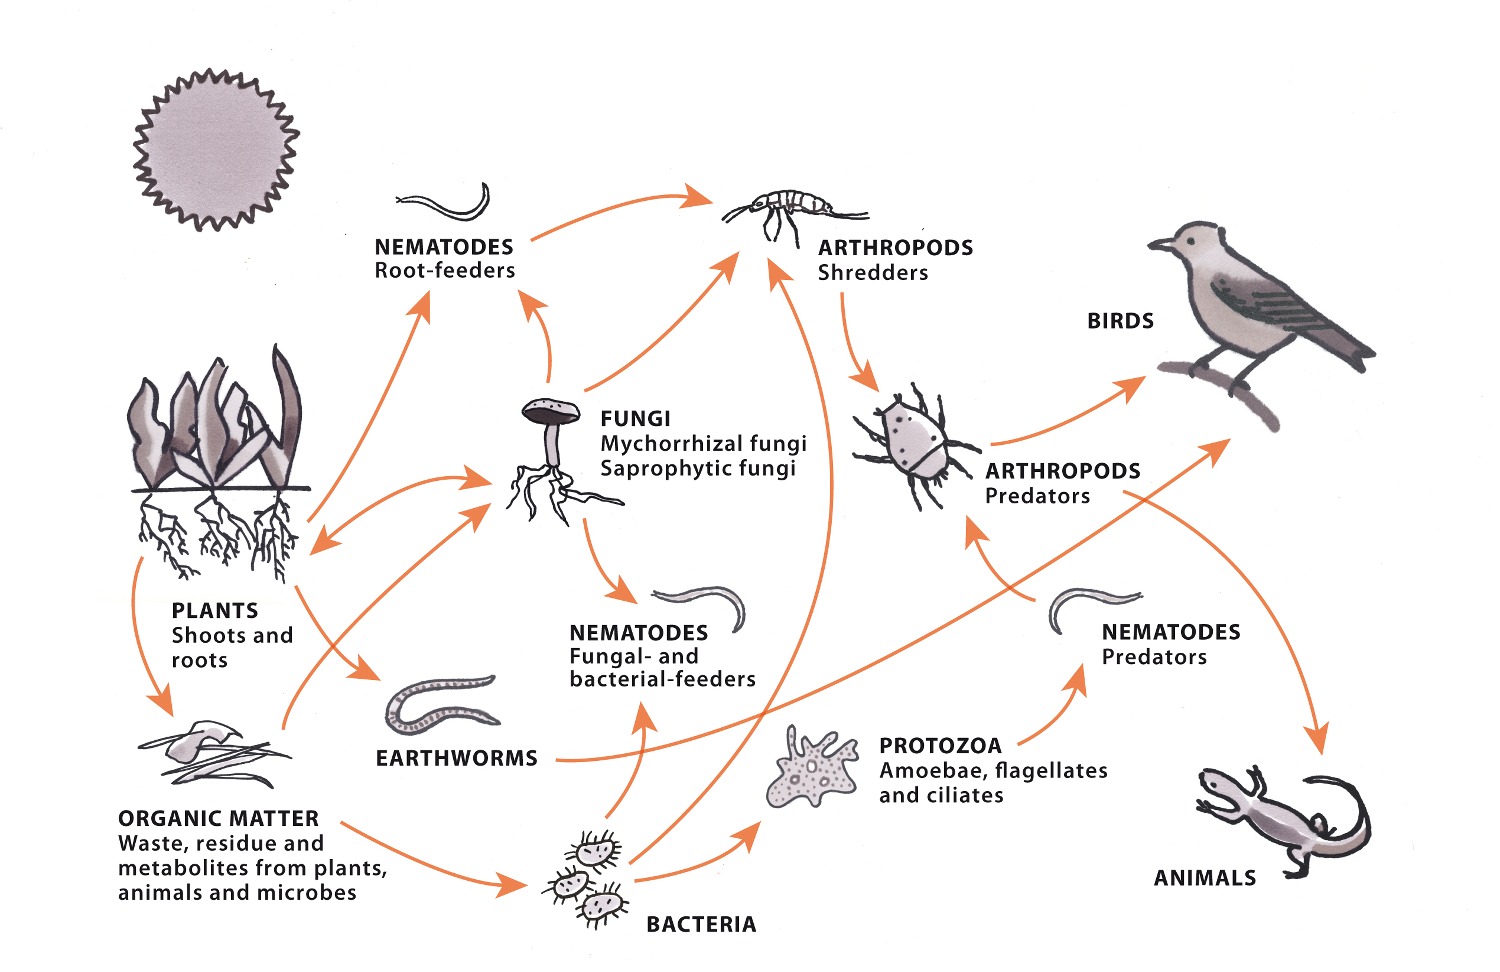 NEMATODES
Root-feeders
ARTHROPODS
Shredders
BIRDS
FUNGI
Mychorrhizal fungi
Saprophytic fungi
ARTHROPODS
Predators
PLANTS
Shoots and
roots
NEMATODES
Fungal- and
bacterial-feeders
NEMATODES
Predators
EARTHWORMS
PROTOZOA
Amoebae, flagellates
and ciliates
ORGANIC MATTER
Waste, residue and
metabolites from plants,
animals and microbes
ANIMALS
BACTERIA